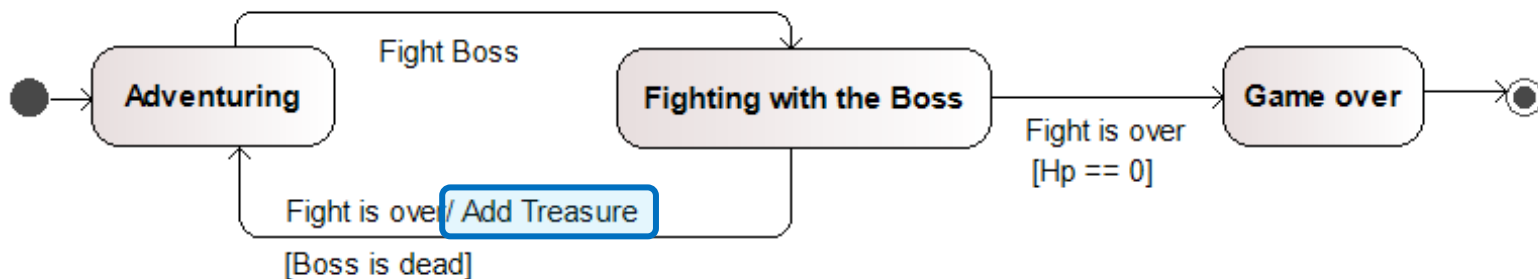 Fight Boss
Adventuring
Fighting with the Boss
Game over
Fight is over
[Hp == 0]
Fight is over/ Add Treasure
[Boss is dead]